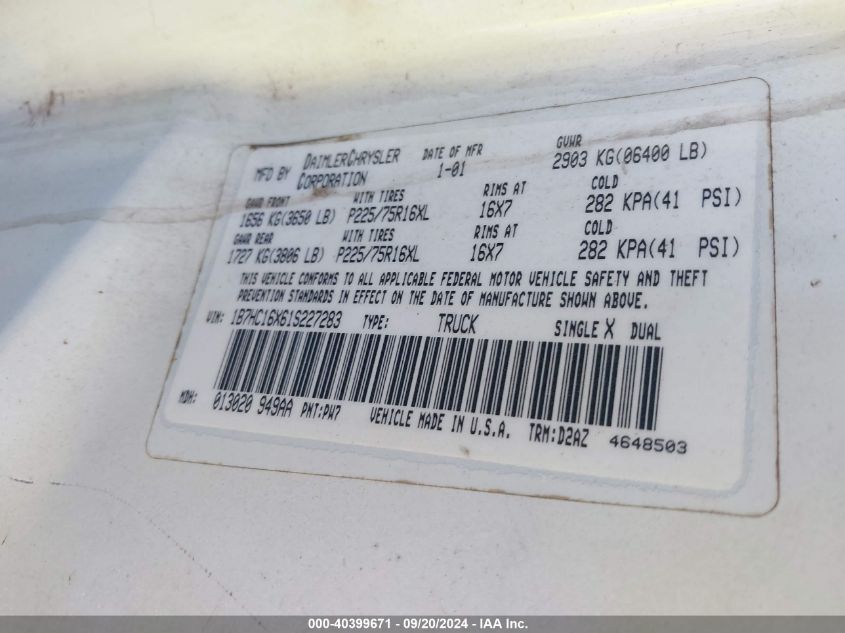 MFD BY DAIMLERCHRYSLER CORPORATION DATE OF MFR 1-01 GVWR 2903 KG(06400 LB)
GAWR FRONT WITH TIRES RIMS AT COLD
1656 KG(3650 LB) P225/75R16XL 16X7 282 KPA(41 PSI)
GAWR REAR WITH TIRES RIMS AT COLD
1727 KG(3806 LB) P225/75R16XL 16X7 282 KPA(41 PSI)
THIS VEHICLE CONFORMS TO ALL APPLICABLE FEDERAL MOTOR VEHICLE SAFETY AND THEFT
PREVENTION STANDARDS IN EFFECT ON THE DATE OF MANUFACTURE SHOWN ABOVE.
VIN: 1B7HC16X61S227283 TYPE: TRUCK SINGLE X DUAL
MDH: 013020 949AA PNT:PW7 VEHICLE MADE IN U.S.A. TRM:D2AZ 4648503
000-40399671 - 09/20/2024 - IAA Inc.